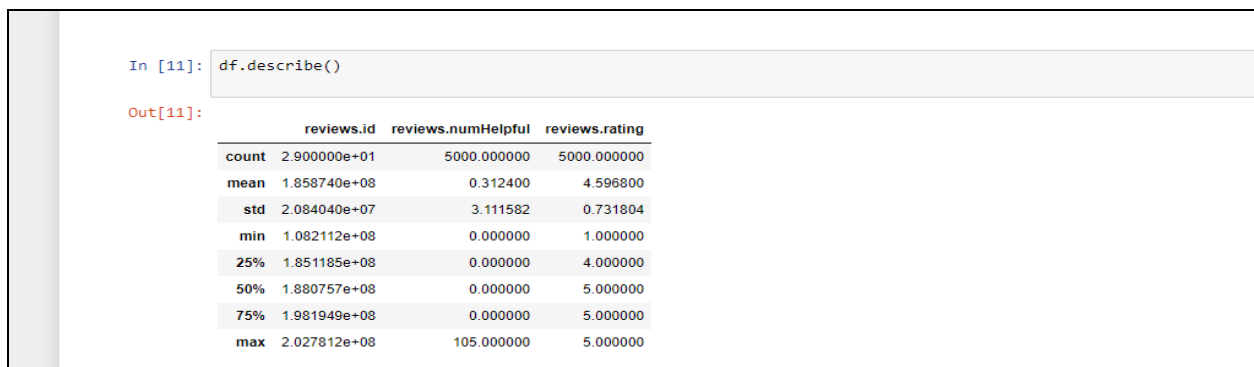 In [11]: df.describe()
Out[11]:
reviews.id reviews.numHelpful reviews.rating
count 2.900000e+01 5000.000000 5000.000000
mean 1.858740e+08 0.312400 4.596800
std 2.084040e+07 3.111582 0.731804
min 1.082112e+08 0.000000 1.000000
25% 1.851185e+08 0.000000 4.000000
50% 1.880757e+08 0.000000 5.000000
75% 1.981949e+08 0.000000 5.000000
max 2.027812e+08 105.000000 5.000000